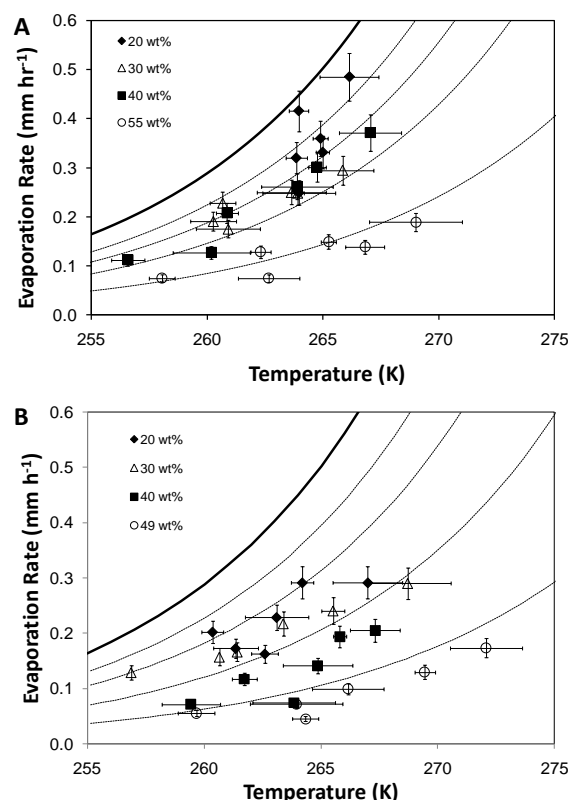 A
0.6
0.5
0.4
0.3
0.2
0.1
0.0
Evaporation Rate (mm hr-1)
20 wt%
30 wt%
40 wt%
55 wt%
255 260 265 270 275
Temperature (K)
B
0.6
0.5
0.4
0.3
0.2
0.1
0.0
Evaporation Rate (mm h-1)
20 wt%
30 wt%
40 wt%
49 wt%
255 260 265 270 275
Temperature (K)